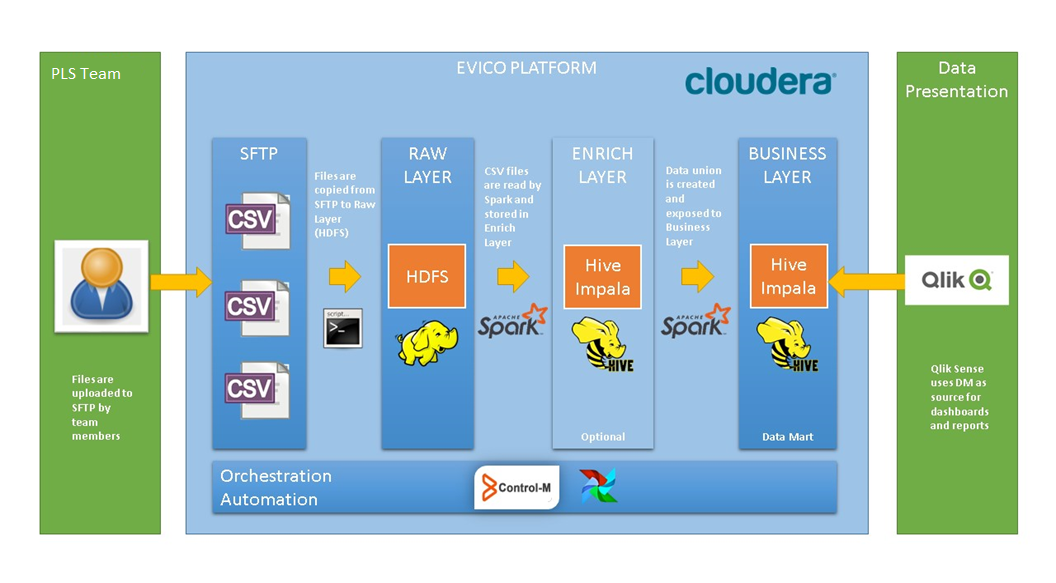 PLS Team
Files are
uploaded to
SFTP by
team
members
EVICO PLATFORM
cloudera
SFTP
CSV
CSV
CSV
Files are
copied from
SFTP to Raw
Layer
(HDFS)
script...
>_
RAW
LAYER
HDFS
CSV files
are read by
Spark and
stored in
Enrich
Layer
APACHE
Spark
ENRICH
LAYER
Hive
Impala
HIVE
Optional
Data union
is created
and
exposed to
Business
Layer
APACHE
Spark
BUSINESS
LAYER
Hive
Impala
HIVE
Data Mart
Orchestration
Automation
Control-M
Data
Presentation
Qlik
Qlik Sense
uses DM as
source for
dashboards
and reports